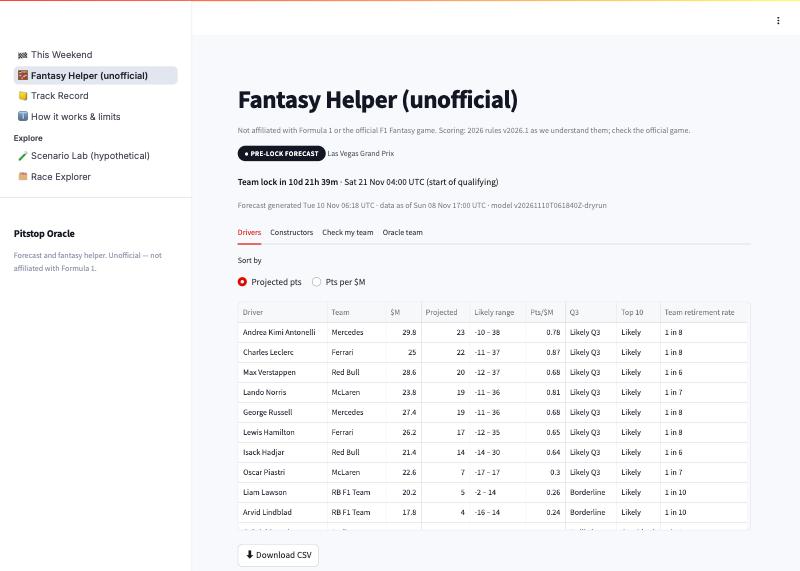 This Weekend
Fantasy Helper (unofficial)
Track Record
How it works & limits
Explore
Scenario Lab (hypothetical)
Race Explorer
Pitstop Oracle
Forecast and fantasy helper. Unofficial — not
affiliated with Formula 1.
Fantasy Helper (unofficial)
Not affiliated with Formula 1 or the official F1 Fantasy game. Scoring: 2026 rules v2026.1 as we understand them; check the official game.
● PRE-LOCK FORECAST Las Vegas Grand Prix
Team lock in 10d 21h 39m · Sat 21 Nov 04:00 UTC (start of qualifying)
Forecast generated Tue 10 Nov 06:18 UTC · data as of Sun 08 Nov 17:00 UTC · model v20261110T061840Z-dryrun
Drivers Constructors Check my team Oracle team
Sort by
Projected pts Pts per $M
Driver Team $M Projected Likely range Pts/$M Q3 Top 10 Team retirement rate
Andrea Kimi Antonelli Mercedes 29.8 23 -10 – 38 0.78 Likely Q3 Likely 1 in 8
Charles Leclerc Ferrari 25 22 -11 – 37 0.87 Likely Q3 Likely 1 in 8
Max Verstappen Red Bull 28.6 20 -12 – 37 0.68 Likely Q3 Likely 1 in 6
Lando Norris McLaren 23.8 19 -11 – 36 0.81 Likely Q3 Likely 1 in 7
George Russell Mercedes 27.4 19 -11 – 36 0.68 Likely Q3 Likely 1 in 8
Lewis Hamilton Ferrari 26.2 17 -12 – 35 0.65 Likely Q3 Likely 1 in 8
Isack Hadjar Red Bull 21.4 14 -14 – 30 0.64 Likely Q3 Likely 1 in 6
Oscar Piastri McLaren 22.6 7 -17 – 17 0.3 Likely Q3 Likely 1 in 7
Liam Lawson RB F1 Team 20.2 5 -2 – 14 0.26 Borderline Likely 1 in 10
Arvid Lindblad RB F1 Team 17.8 4 -16 – 14 0.24 Borderline Likely 1 in 10
Download CSV